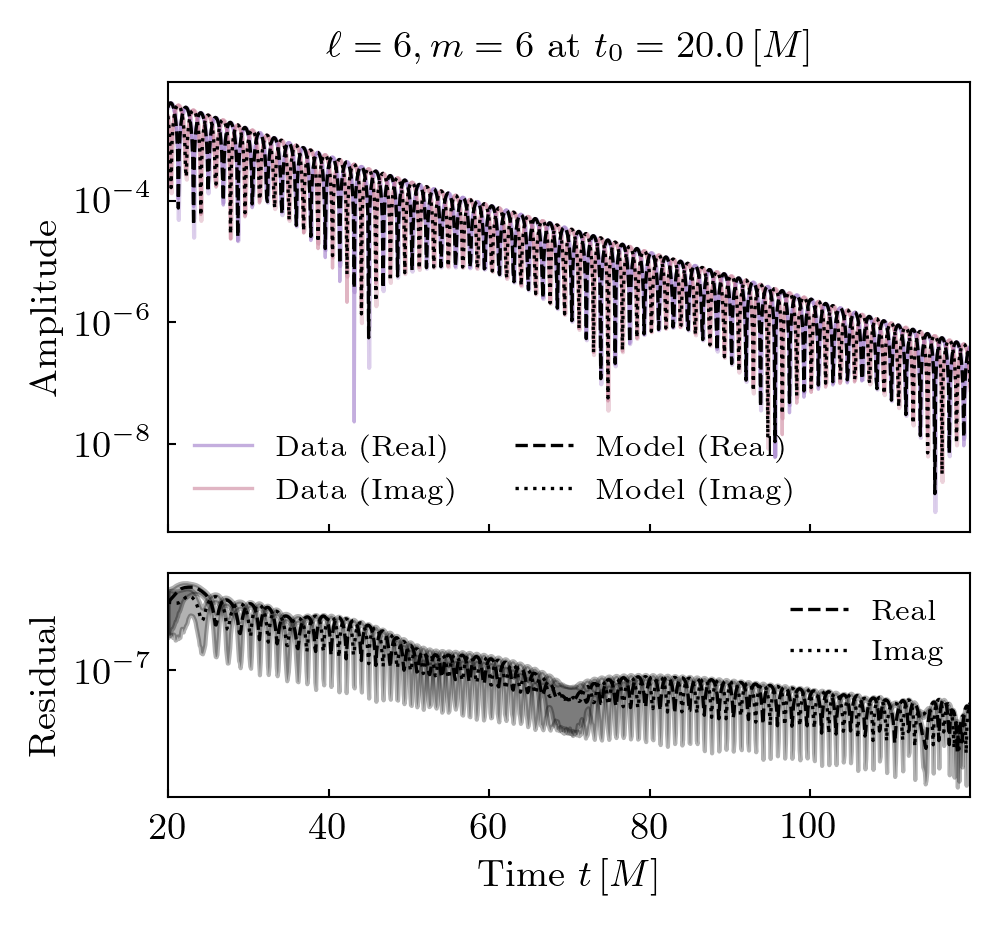 ℓ = 6, m = 6 at t₀ = 20.0 [M]
Amplitude
10⁻⁴
10⁻⁶
10⁻⁸
Data (Real)
Data (Imag)
Model (Real)
Model (Imag)
Residual
10⁻⁷
Real
Imag
20 40 60 80 100
Time t [M]